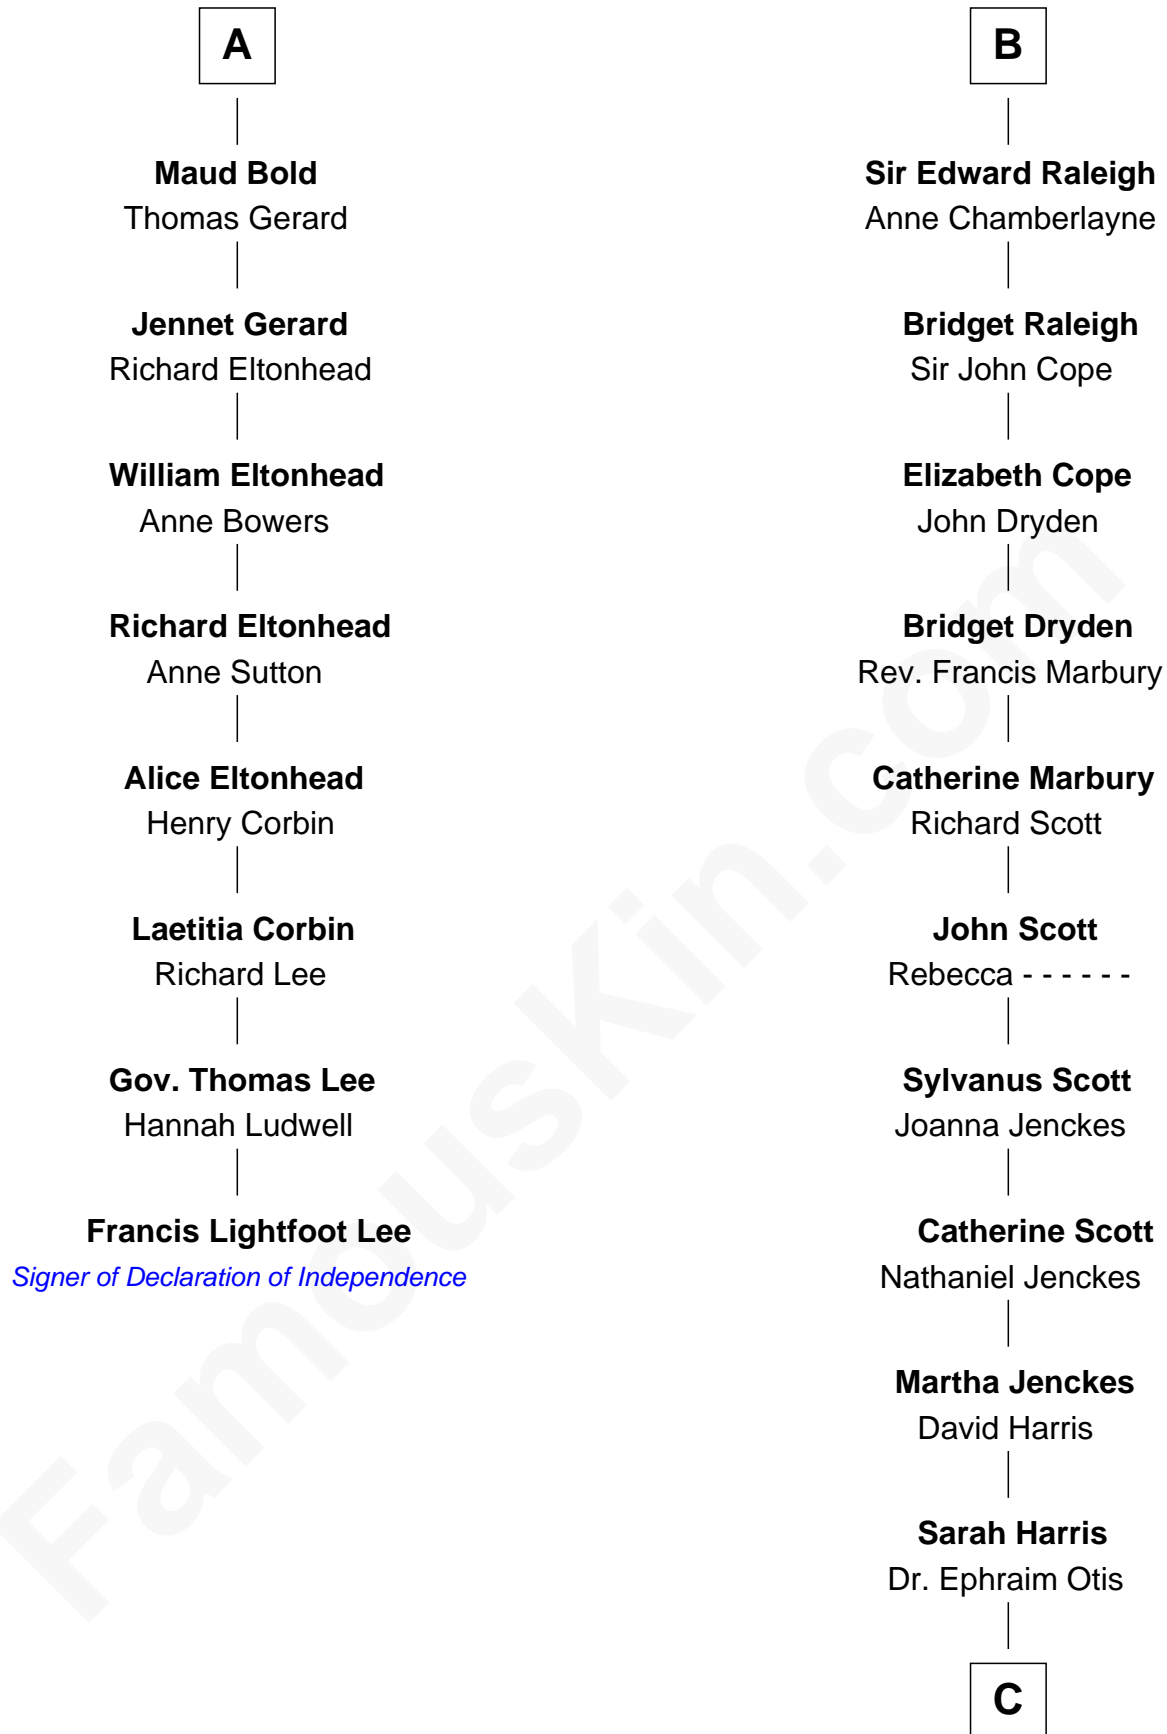 A
Maud Bold
Thomas Gerard
Jennet Gerard
Richard Eltonhead
William Eltonhead
Anne Bowers
Richard Eltonhead
Anne Sutton
Alice Eltonhead
Henry Corbin
Laetitia Corbin
Richard Lee
Gov. Thomas Lee
Hannah Ludwell
Francis Lightfoot Lee
Signer of Declaration of Independence
B
Sir Edward Raleigh
Anne Chamberlayne
Bridget Raleigh
Sir John Cope
Elizabeth Cope
John Dryden
Bridget Dryden
Rev. Francis Marbury
Catherine Marbury
Richard Scott
John Scott
Rebecca - - - - - -
Sylvanus Scott
Joanna Jenckes
Catherine Scott
Nathaniel Jenckes
Martha Jenckes
David Harris
Sarah Harris
Dr. Ephraim Otis
C
FamousKin.com